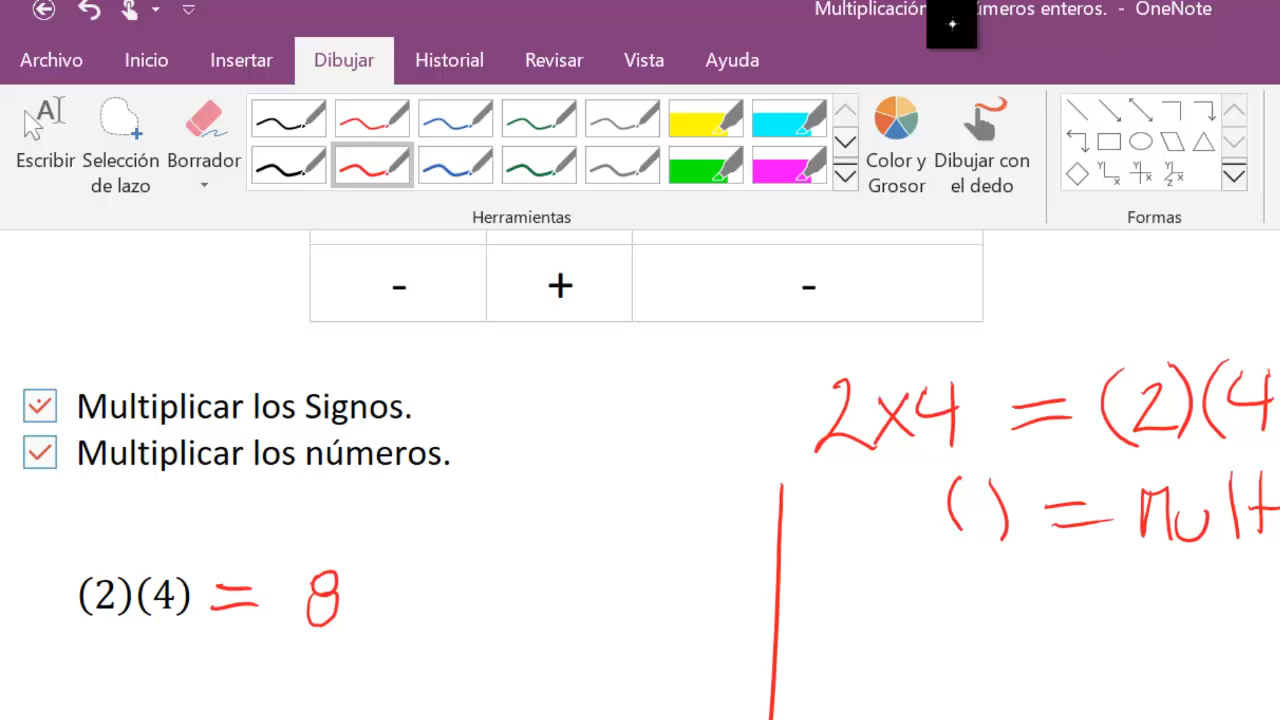 Multiplicación úmeros enteros. - OneNote
Archivo Inicio Insertar Dibujar Historial Revisar Vista Ayuda
Escribir Selección de lazo Borrador
Color y Grosor Dibujar con el dedo
Herramientas Formas
- + -
Multiplicar los Signos.
Multiplicar los números.
2x4 = (2)(4
() = Mult
(2)(4) = 8